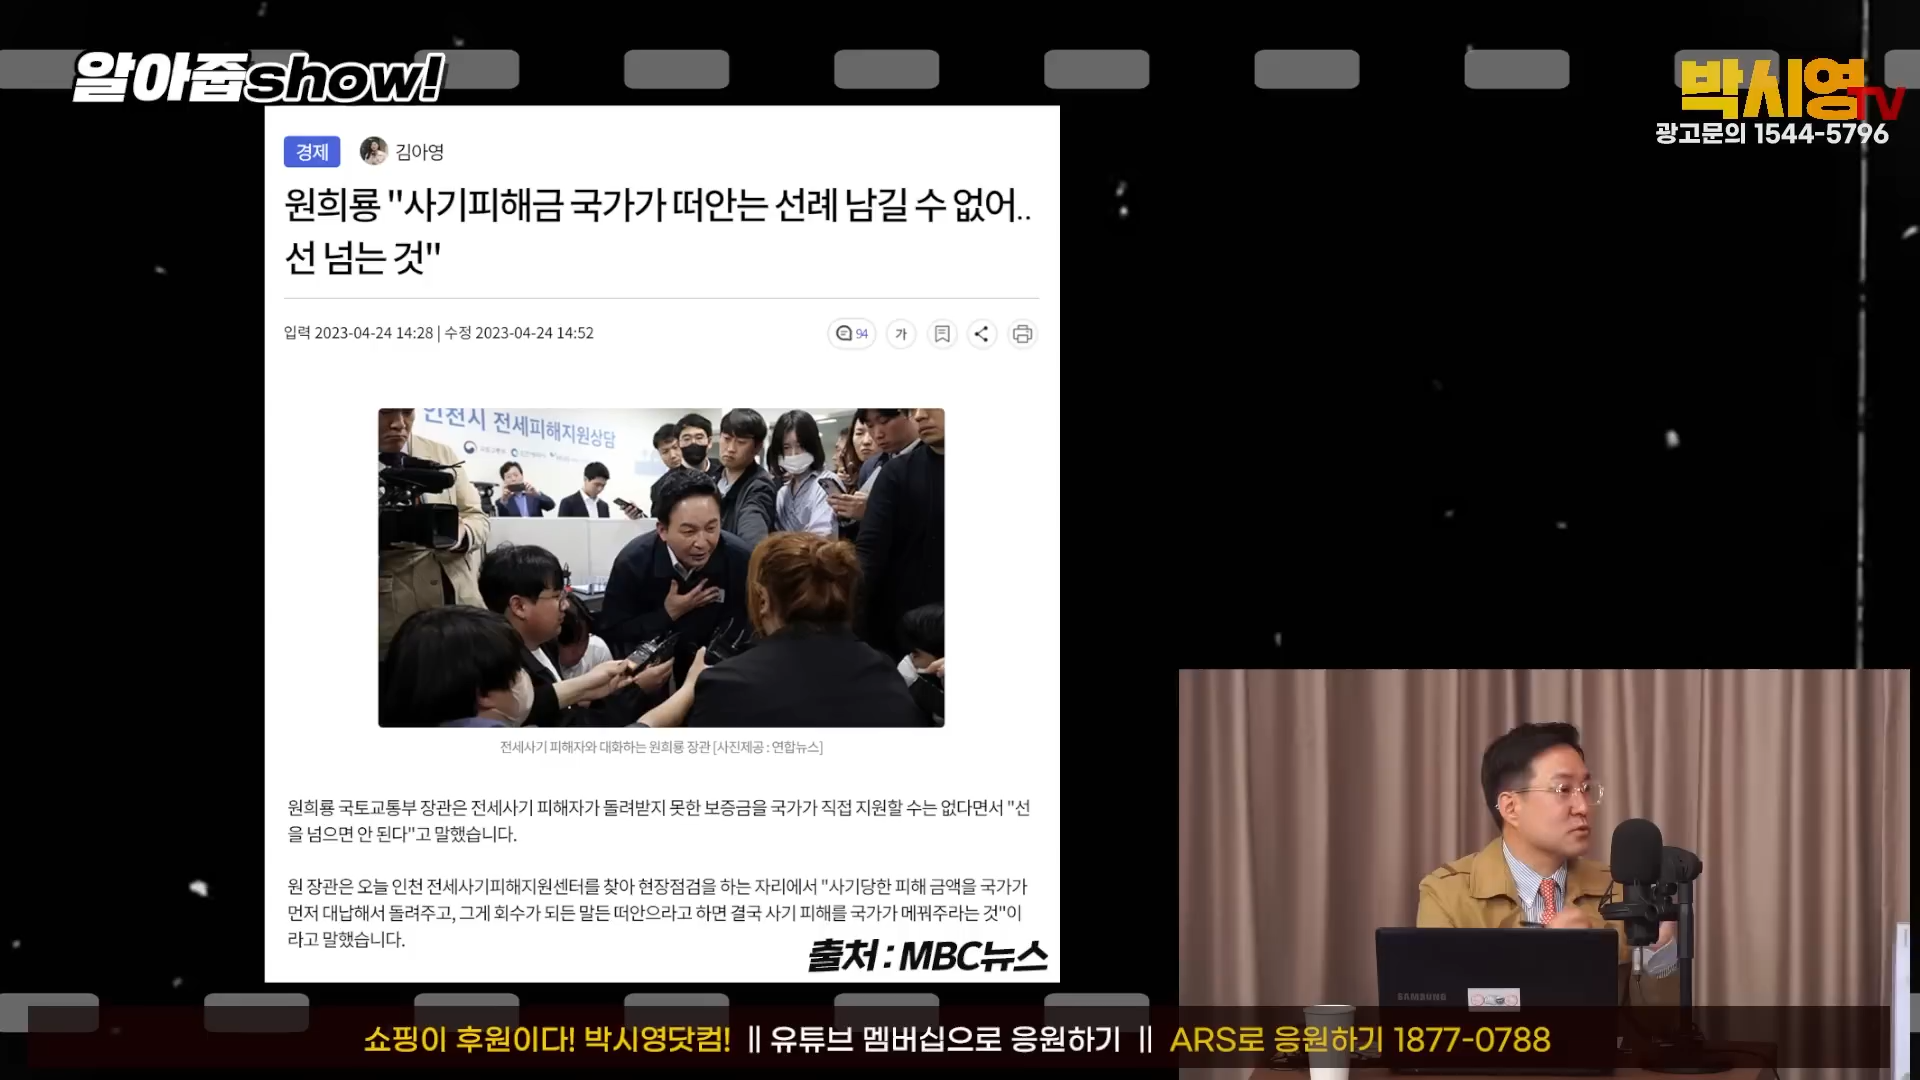 알아줍show!
박시영TV
광고문의 1544-5796
경제
김아영
원희룡 "사기피해금 국가가 떠안는 선례 남길 수 없어..
선 넘는 것"
입력 2023-04-24 14:28 | 수정 2023-04-24 14:52
94
가
인천시 전세피해지원상담
전세사기 피해자와 대화하는 원희룡 장관 [사진제공 : 연합뉴스]
원희룡 국토교통부 장관은 전세사기 피해자가 돌려받지 못한 보증금을 국가가 직접 지원할 수는 없다면서 "선
을 넘으면 안 된다"고 말했습니다.
원 장관은 오늘 인천 전세사기피해지원센터를 찾아 현장점검을 하는 자리에서 "사기당한 피해 금액을 국가가
먼저 대납해서 돌려주고, 그게 회수가 되든 말든 떠안으라고 하면 결국 사기 피해를 국가가 메꿔주라는 것"이
라고 말했습니다.
출처 : MBC뉴스
SAMSUNG
쇼핑이 후원이다! 박시영닷컴! || 유튜브 멤버십으로 응원하기 || ARS로 응원하기 1877-0788